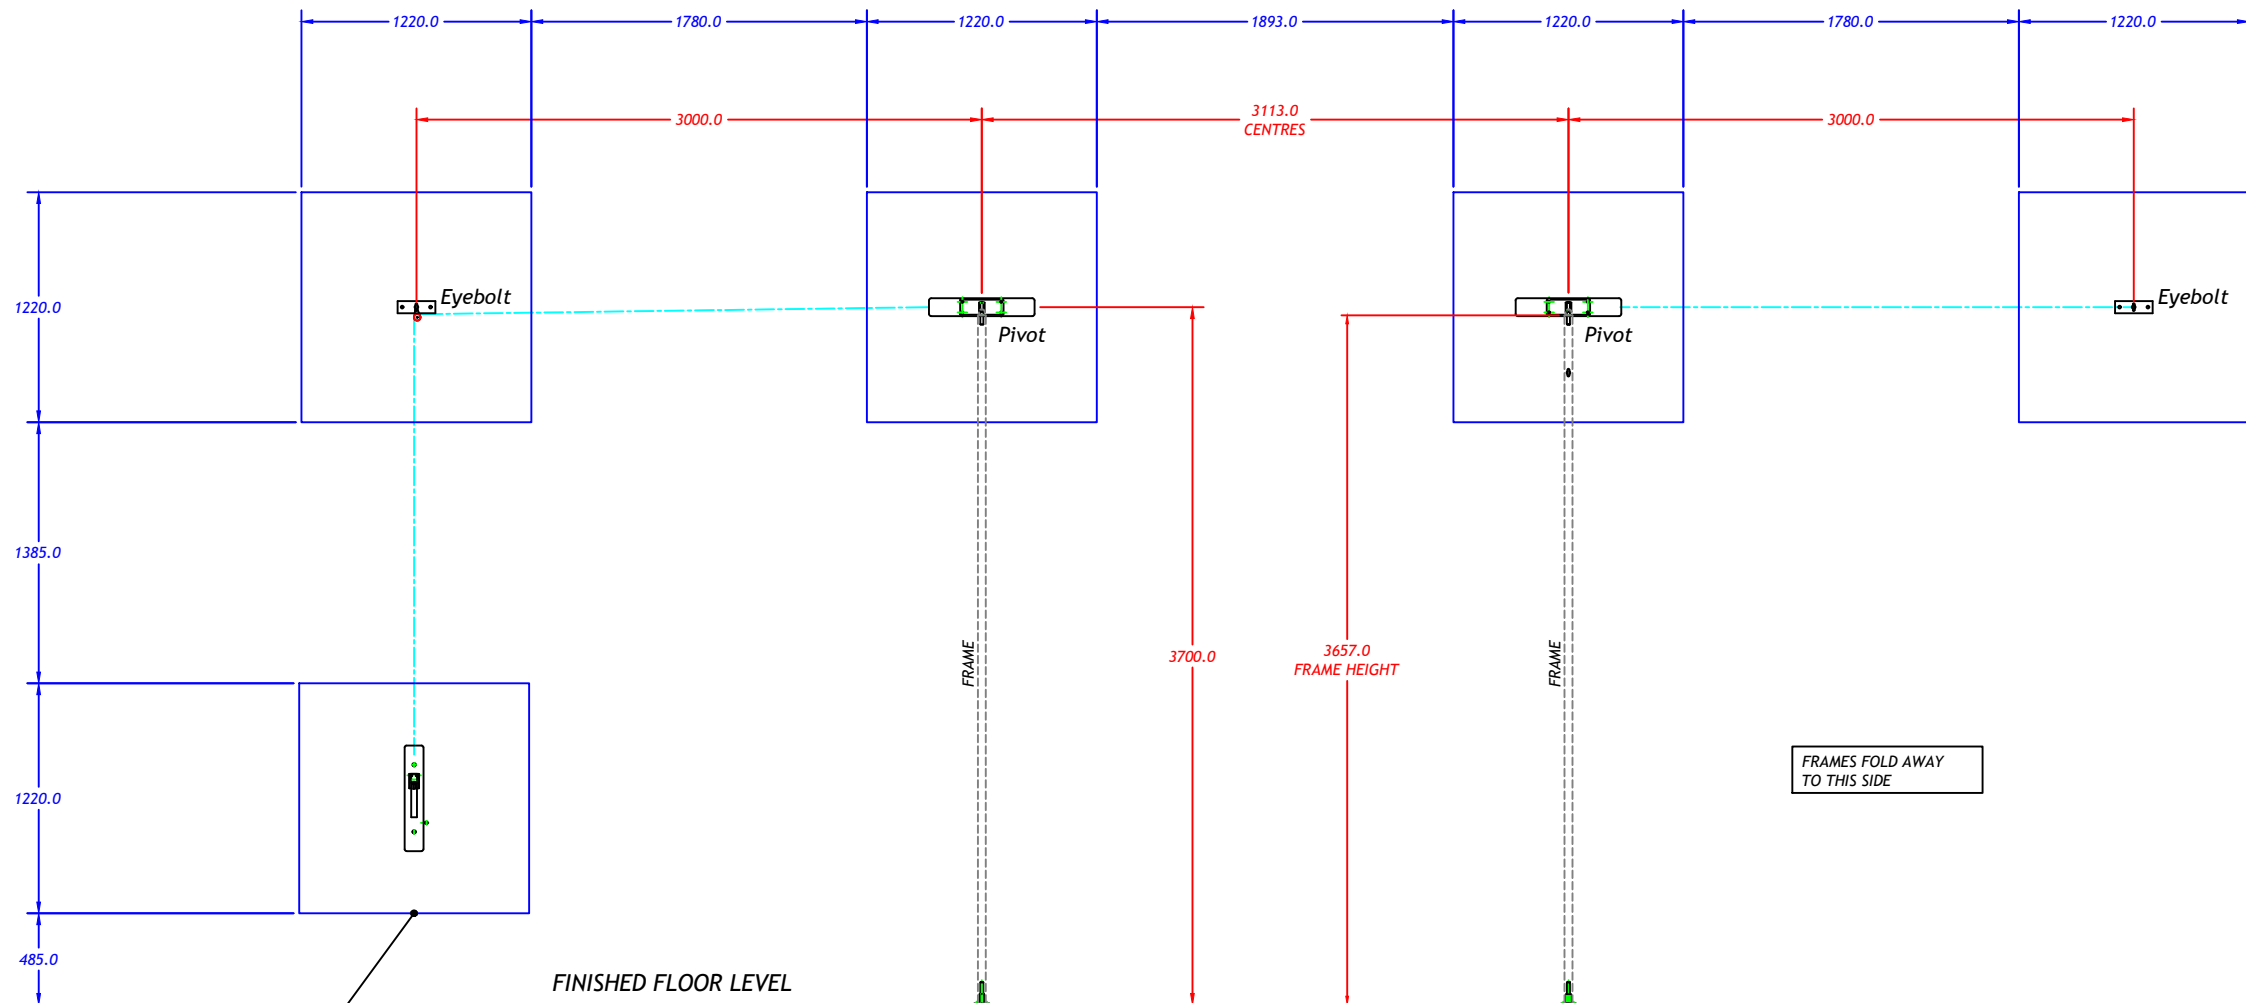 1220.0
1780.0
1220.0
1893.0
1220.0
1780.0
1220.0
3000.0
3113.0
CENTRES
3000.0
1220.0
Eyebolt
Pivot
Pivot
Eyebolt
1385.0
FRAME
3700.0
3657.0
FRAME HEIGHT
FRAME
1220.0
FRAMES FOLD AWAY
TO THIS SIDE
485.0
FINISHED FLOOR LEVEL